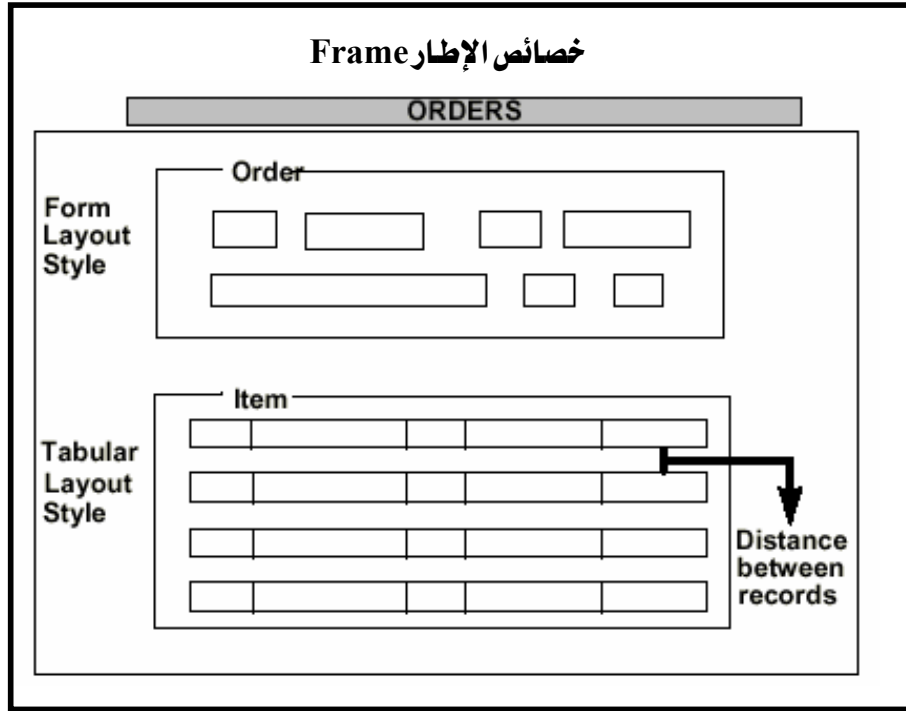 خصائص الإطار Frame
ORDERS
Order
Form
Layout
Style
Item
Tabular
Layout
Style
Distance
between
records